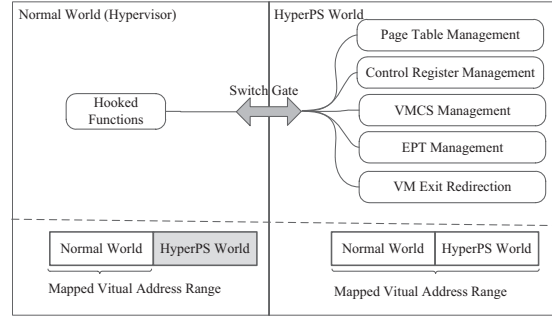 Normal World (Hypervisor)
HyperPS World
Page Table Management
Control Register Management
Switch Gate
Hooked
Functions
VMCS Management
EPT Management
VM Exit Redirection
Normal World
HyperPS World
Normal World
HyperPS World
Mapped Vitual Address Range
Mapped Vitual Address Range